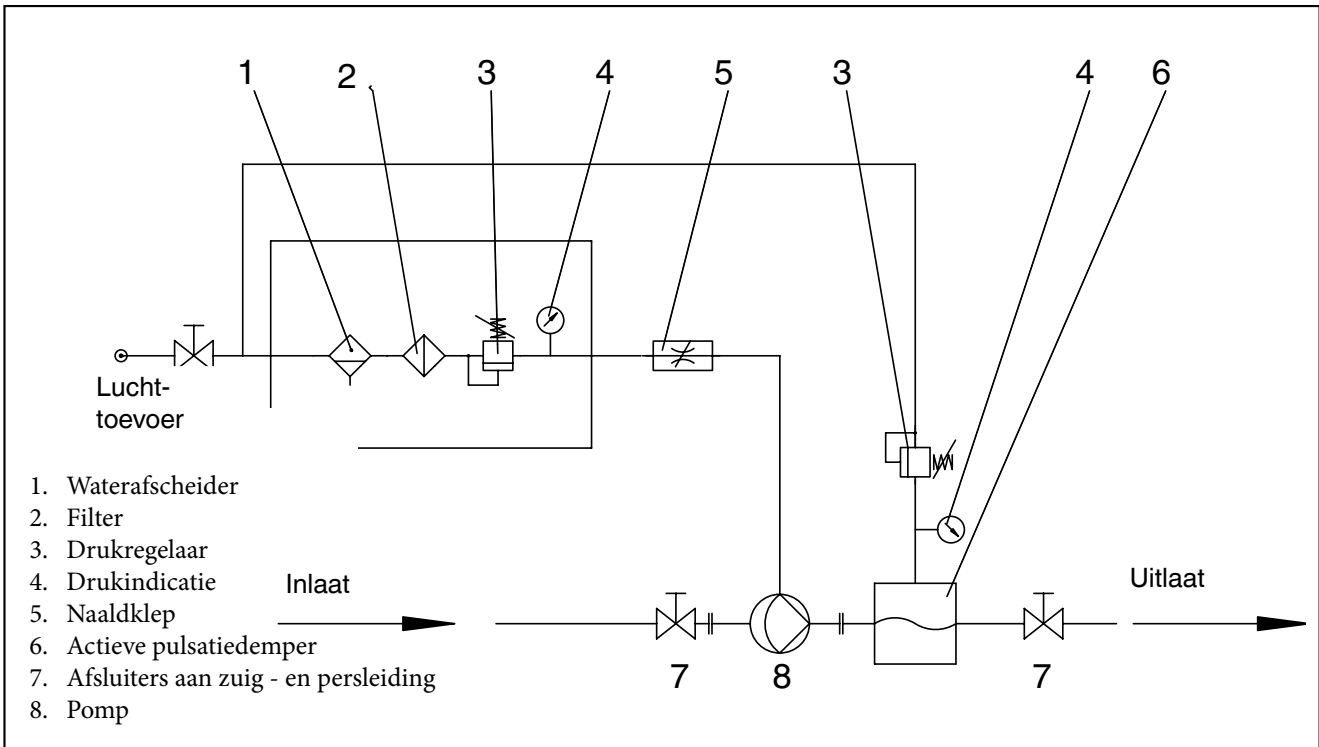 1 2 3 4 5 3 4 6
Lucht-
toevoer
1. Waterafscheider
2. Filter
3. Drukregelaar
4. Drukindicatie
5. Naaldklep
6. Actieve pulsatiedemper
7. Afsluiters aan zuig - en persleiding
8. Pomp
Inlaat
Uitlaat
7 8 7